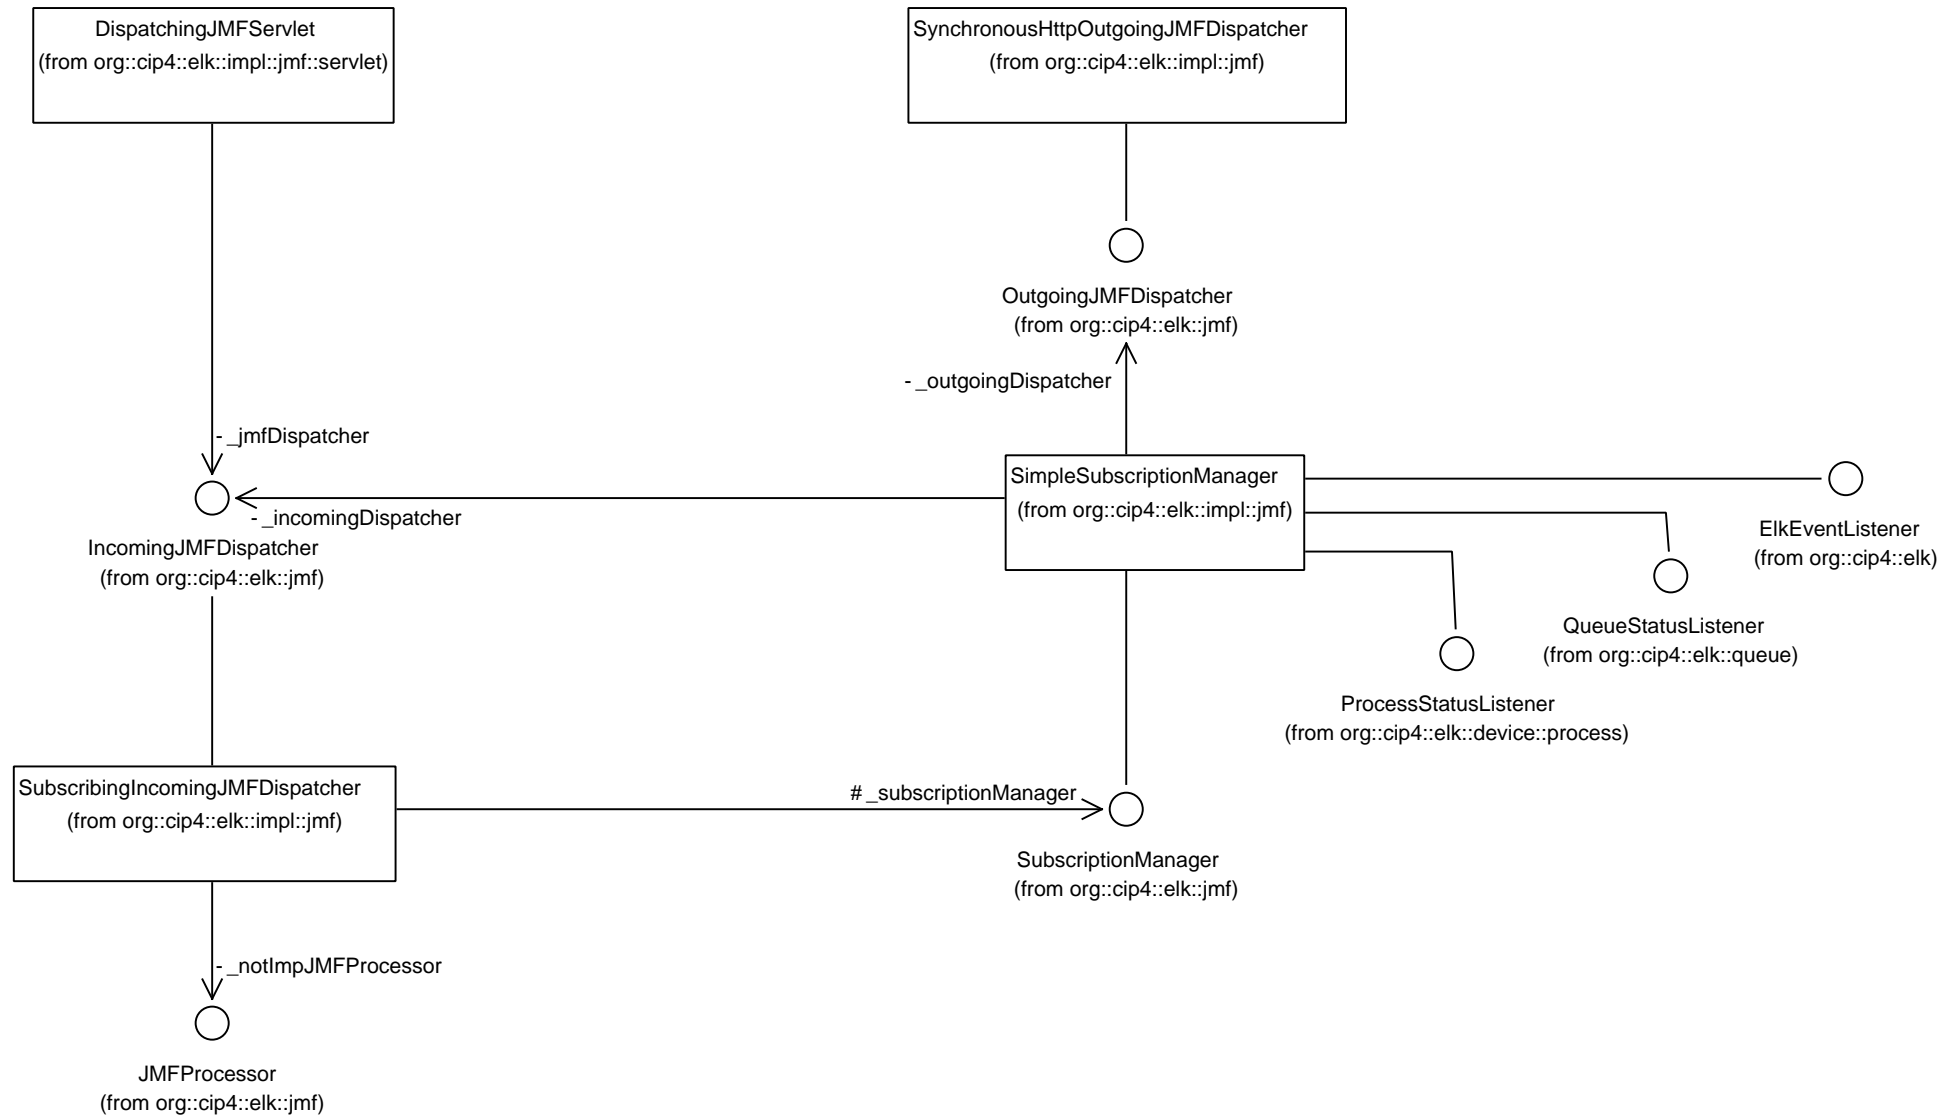 DispatchingJMFServlet
(from org::cip4::elk::impl::jmf::servlet)
SynchronousHttpOutgoingJMFDispatcher
(from org::cip4::elk::impl::jmf)
OutgoingJMFDispatcher
(from org::cip4::elk::jmf)
- _outgoingDispatcher
- _jmfDispatcher
SimpleSubscriptionManager
(from org::cip4::elk::impl::jmf)
- _incomingDispatcher
IncomingJMFDispatcher
(from org::cip4::elk::jmf)
ElkEventListener
(from org::cip4::elk)
QueueStatusListener
(from org::cip4::elk::queue)
ProcessStatusListener
(from org::cip4::elk::device::process)
SubscribingIncomingJMFDispatcher
(from org::cip4::elk::impl::jmf)
# _subscriptionManager
SubscriptionManager
(from org::cip4::elk::jmf)
- _notImpJMFProcessor
JMFProcessor
(from org::cip4::elk::jmf)